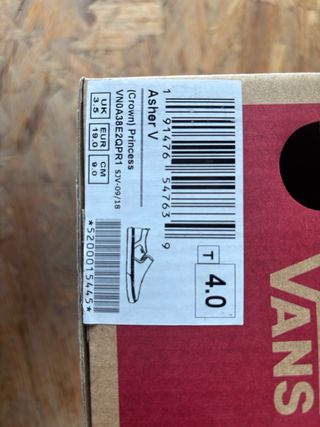 1 91476 54763 9
T
4.0
Asher V
(Crown) Princess
VN0A38E2QPR1 SJV-09/18
UK EUR CM
3.5 19.0 9.0
*5200015445*
VANS